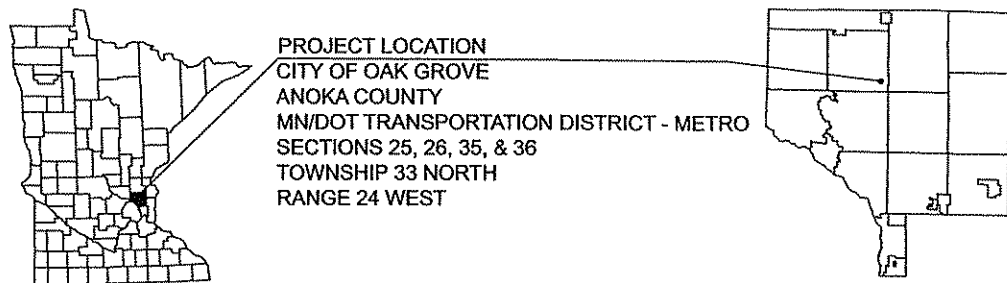 PROJECT LOCATION
CITY OF OAK GROVE
ANOKA COUNTY
MN/DOT TRANSPORTATION DISTRICT - METRO
SECTIONS 25, 26, 35, & 36
TOWNSHIP 33 NORTH
RANGE 24 WEST